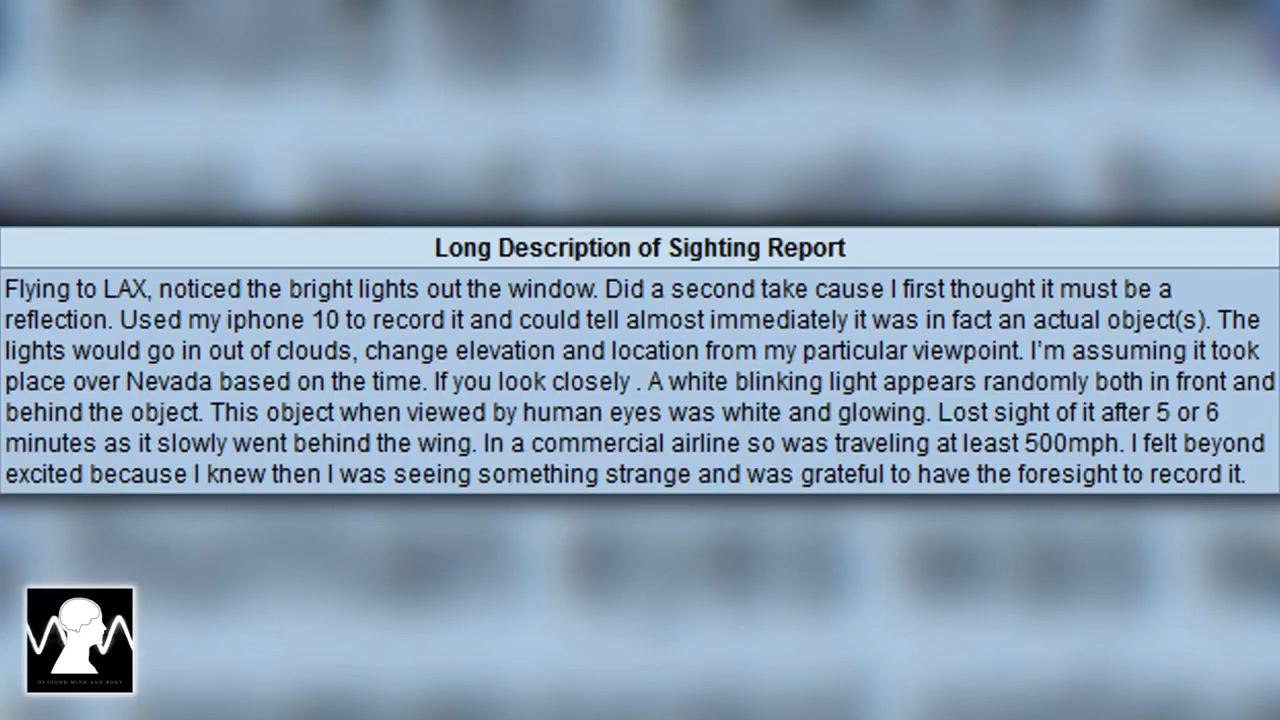 Long Description of Sighting Report
Flying to LAX, noticed the bright lights out the window. Did a second take cause I first thought it must be a
reflection. Used my iphone 10 to record it and could tell almost immediately it was in fact an actual object(s). The
lights would go in out of clouds, change elevation and location from my particular viewpoint. I'm assuming it took
place over Nevada based on the time. If you look closely . A white blinking light appears randomly both in front and
behind the object. This object when viewed by human eyes was white and glowing. Lost sight of it after 5 or 6
minutes as it slowly went behind the wing. In a commercial airline so was traveling at least 500mph. I felt beyond
excited because I knew then I was seeing something strange and was grateful to have the foresight to record it.
OF SOUND MIND AND BODY